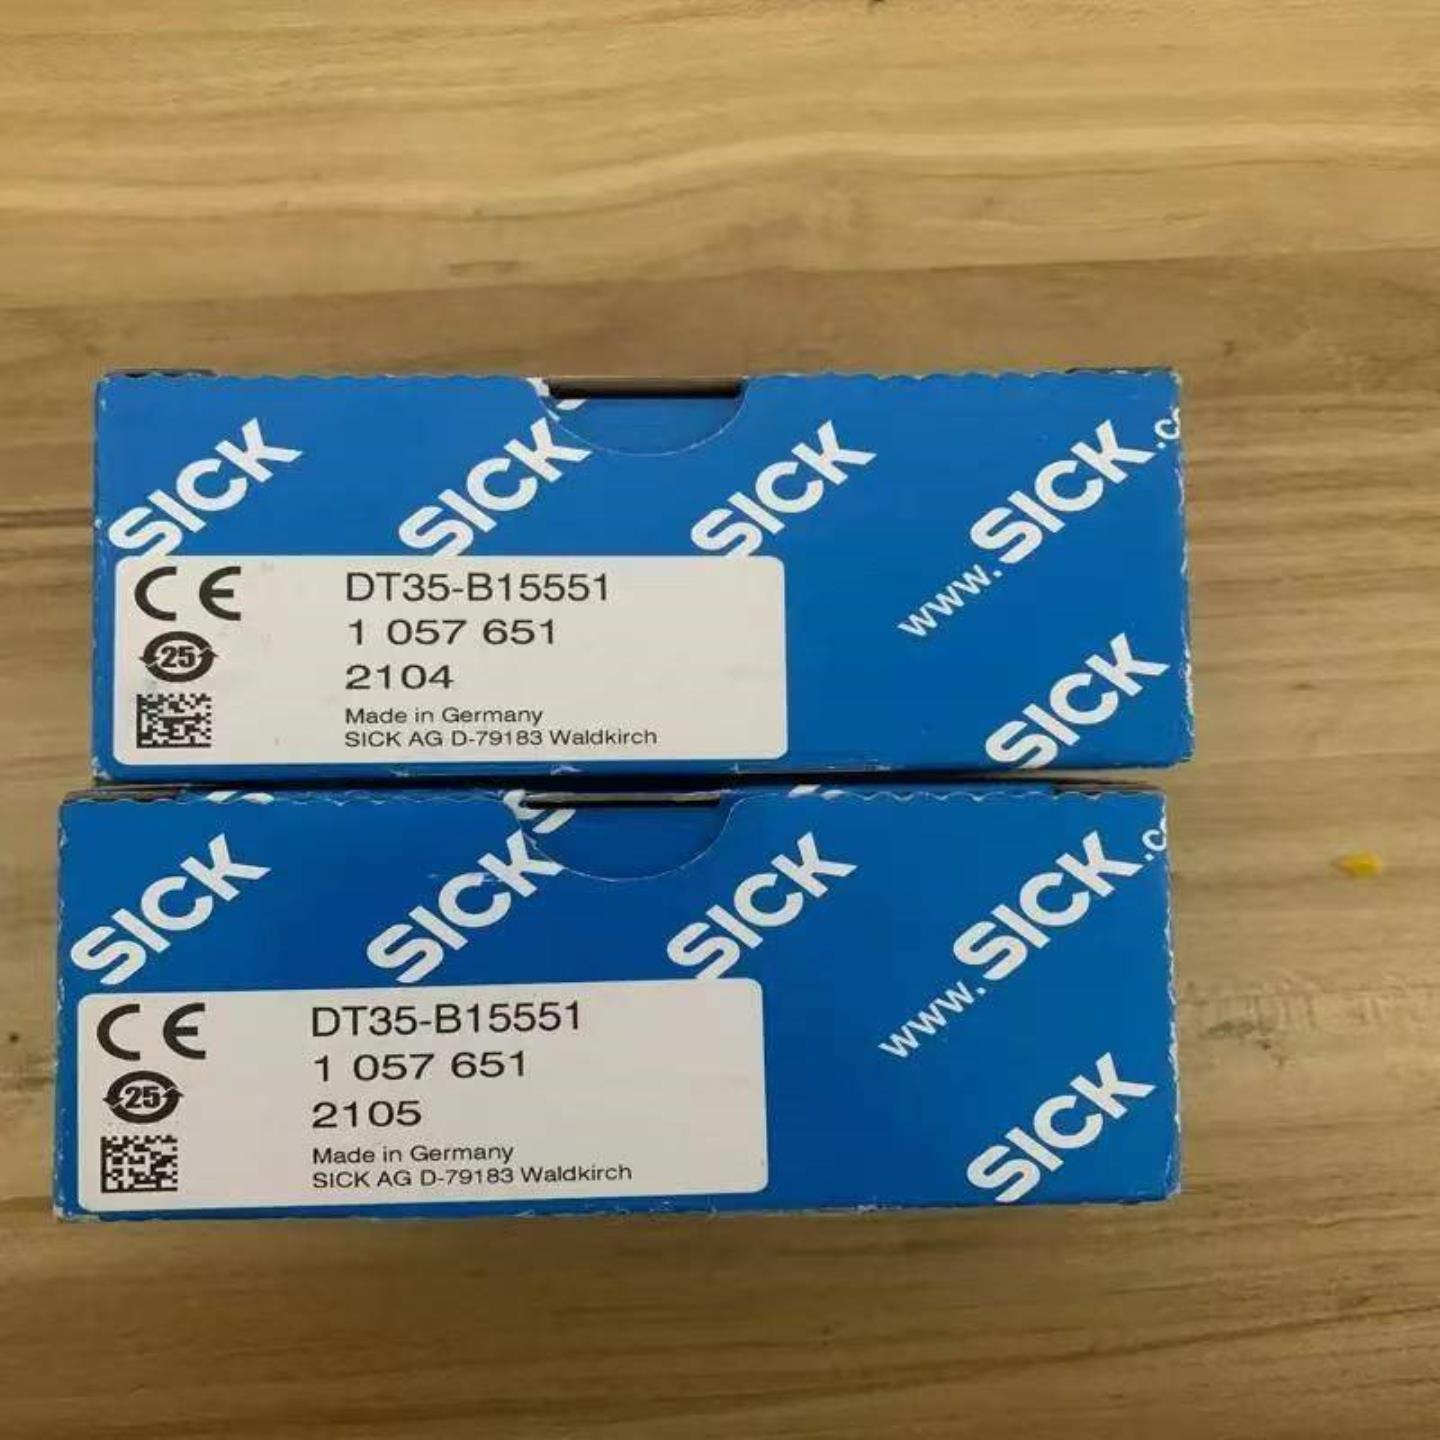 SICK SICK SICK www.SICK.c
CE DT35-B15551
25 1 057 651
2104
Made in Germany
SICK AG D-79183 Waldkirch
SICK
SICK SICK SICK www.SICK.c
CE DT35-B15551
25 1 057 651
2105
Made in Germany
SICK AG D-79183 Waldkirch
SICK